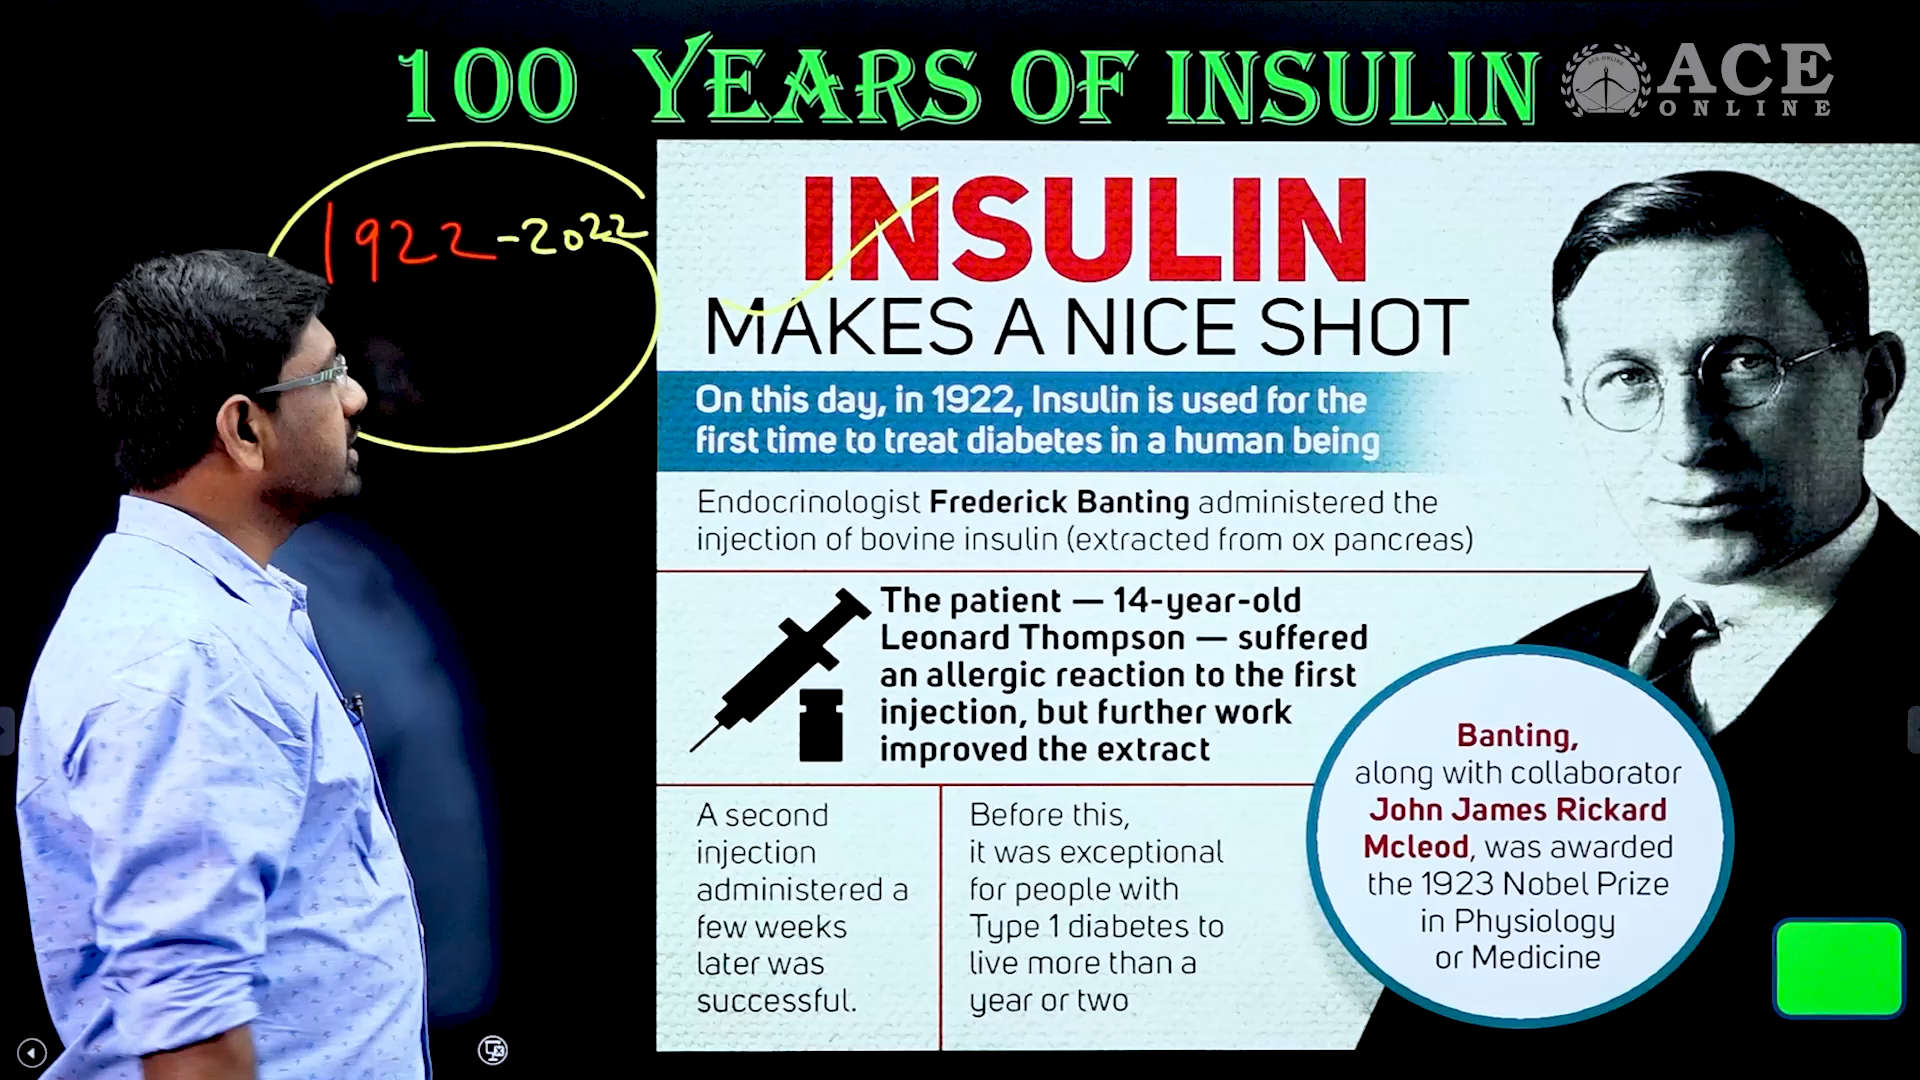 100 YEARS OF INSULIN
ACE
ONLINE
1922-2022
INSULIN
MAKES A NICE SHOT
On this day, in 1922, Insulin is used for the
first time to treat diabetes in a human being
Endocrinologist Frederick Banting administered the
injection of bovine insulin (extracted from ox pancreas)
The patient — 14-year-old
Leonard Thompson — suffered
an allergic reaction to the first
injection, but further work
improved the extract
A second
injection
administered a
few weeks
later was
successful.
Before this,
it was exceptional
for people with
Type 1 diabetes to
live more than a
year or two
Banting,
along with collaborator
John James Rickard
Mcleod, was awarded
the 1923 Nobel Prize
in Physiology
or Medicine